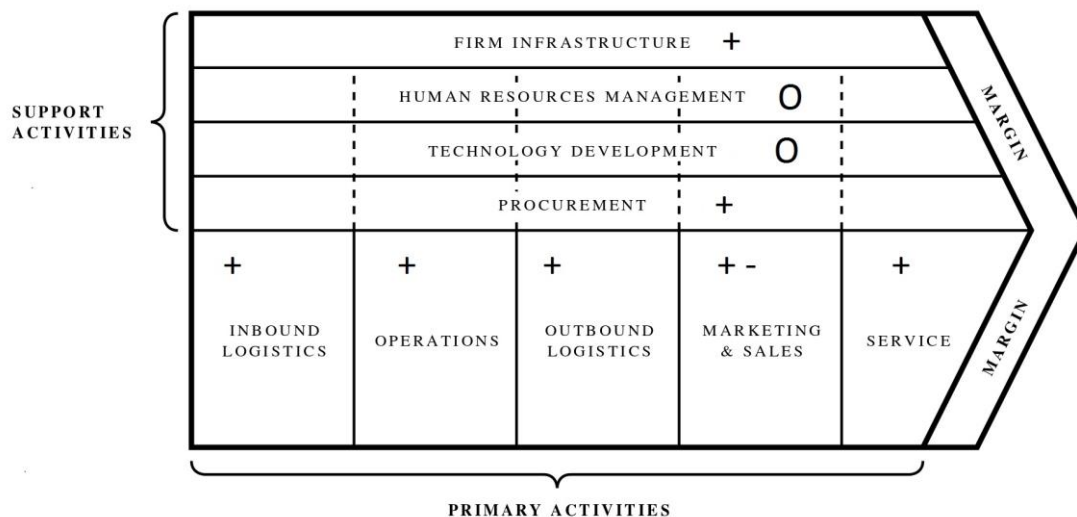 FIRM INFRASTRUCTURE +
HUMAN RESOURCES MANAGEMENT O
TECHNOLOGY DEVELOPMENT O
PROCUREMENT +
SUPPORT
ACTIVITIES
MARGIN
+
INBOUND
LOGISTICS
+
OPERATIONS
+
OUTBOUND
LOGISTICS
+ -
MARKETING
& SALES
+
SERVICE
MARGIN
PRIMARY ACTIVITIES